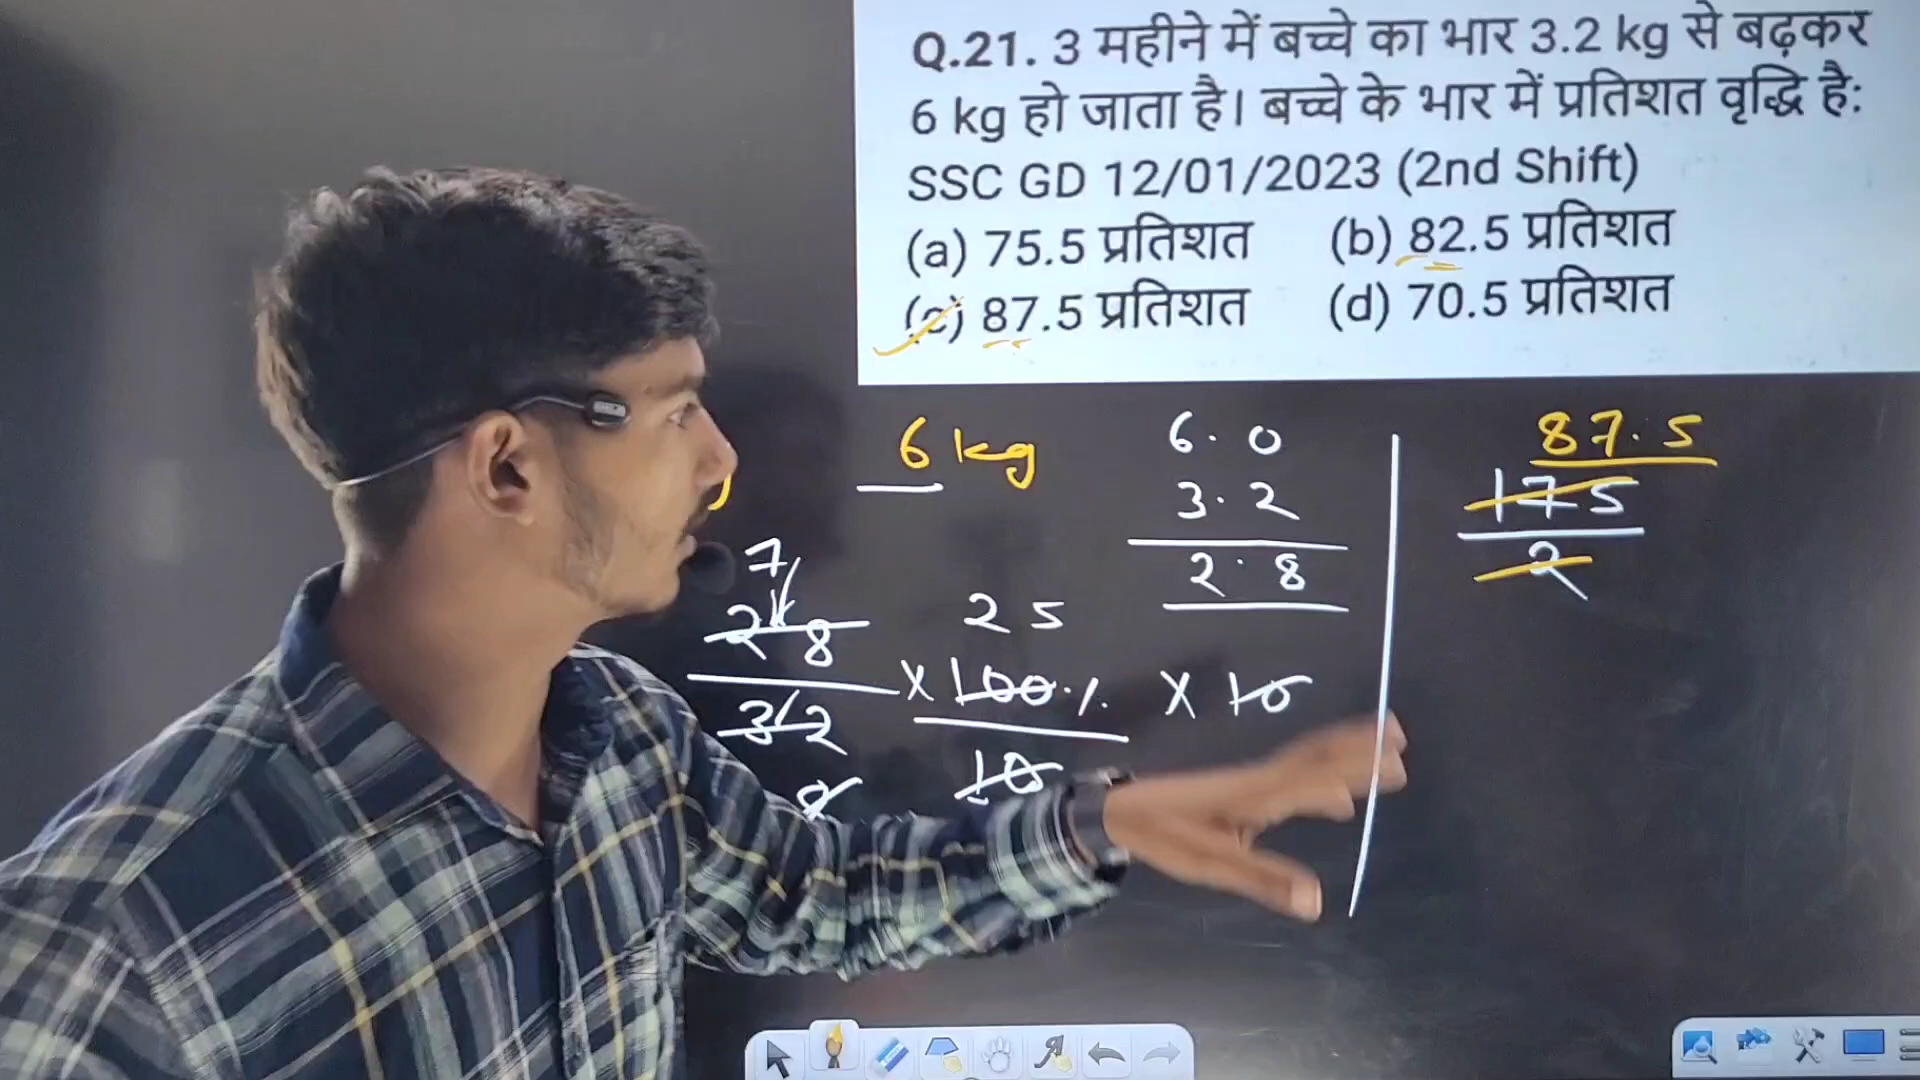 Q.21. 3 महीने में बच्चे का भार 3.2 kg से बढ़कर
6 kg हो जाता है। बच्चे के भार में प्रतिशत वृद्धि है:
SSC GD 12/01/2023 (2nd Shift)
(a) 75.5 प्रतिशत (b) 82.5 प्रतिशत
(c) 87.5 प्रतिशत (d) 70.5 प्रतिशत
6 kg
7
28
32
8
25
× 100%
10
× 10
6.0
3.2
2.8
87.5
175
2